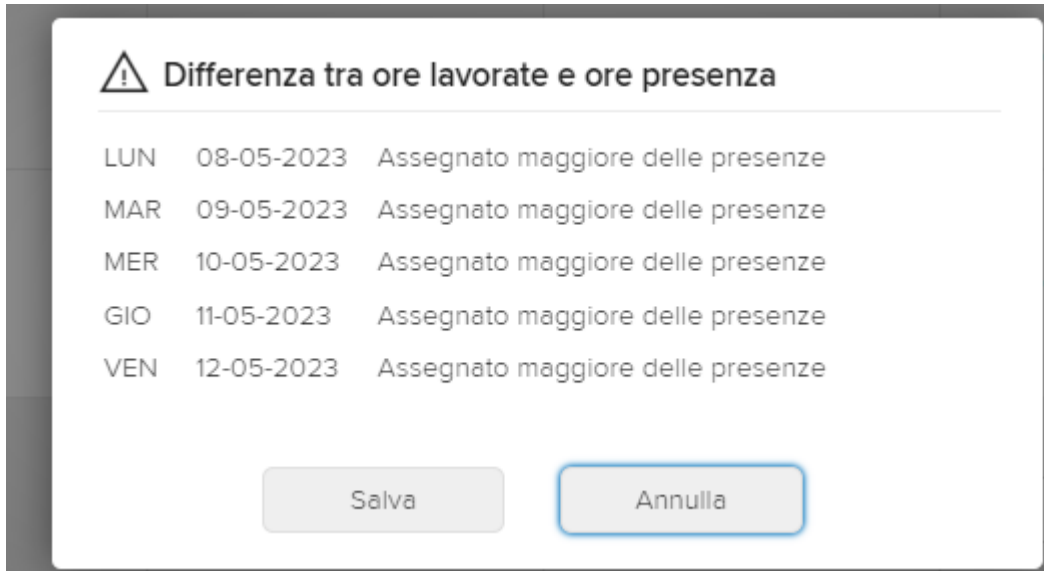 Differenza tra ore lavorate e ore presenza
LUN 08-05-2023 Assegnato maggiore delle presenze
MAR 09-05-2023 Assegnato maggiore delle presenze
MER 10-05-2023 Assegnato maggiore delle presenze
GIO 11-05-2023 Assegnato maggiore delle presenze
VEN 12-05-2023 Assegnato maggiore delle presenze
Salva Annulla